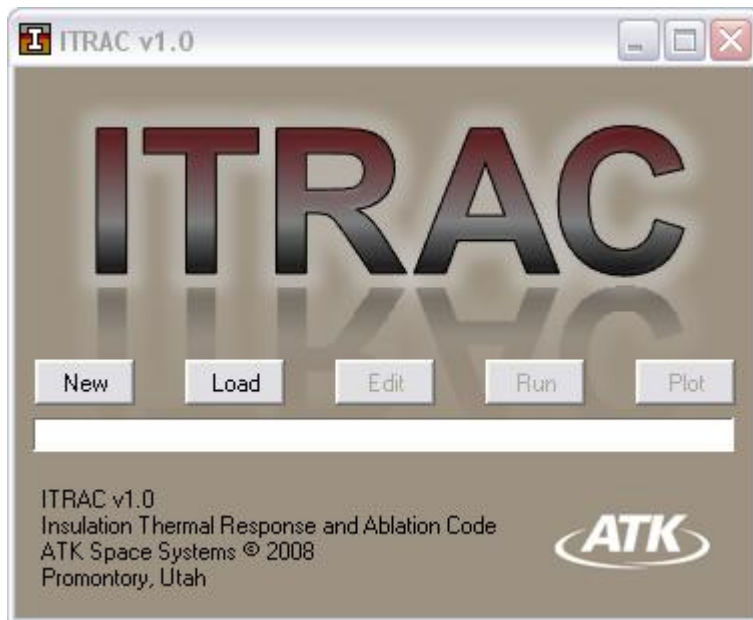 ITRAC v1.0
ITRAC
New Load Edit Run Plot
ITRAC v1.0
Insulation Thermal Response and Ablation Code
ATK Space Systems © 2008
Promontory, Utah
ATK